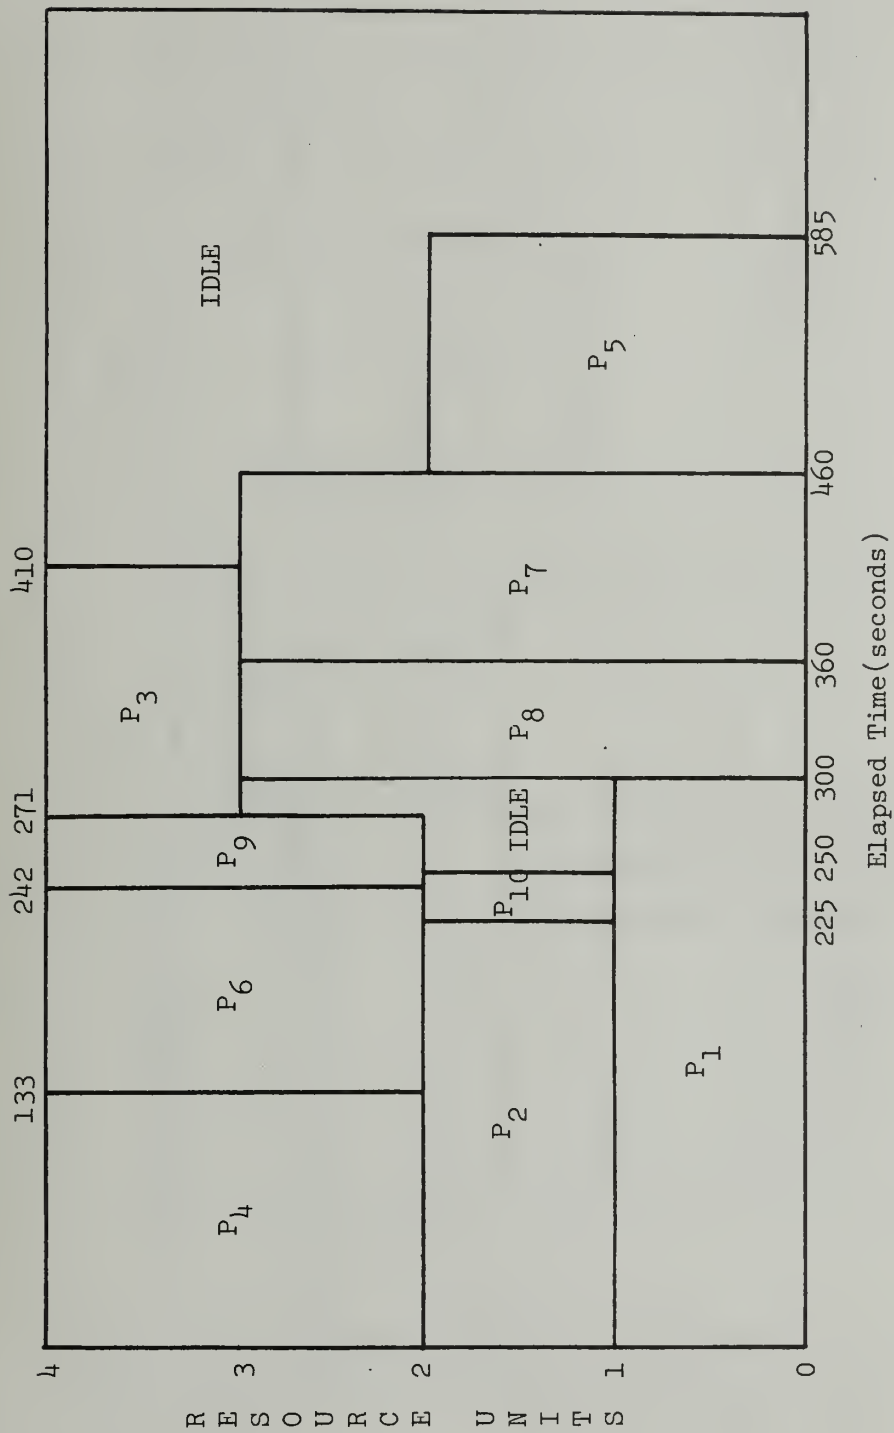 RESOURCE UNITS
4
3
2
1
0
133
242
271
410
P4
P6
P9
P3
IDLE
P2
P10
IDLE
P8
P7
P5
P1
225
250
300
360
460
585
Elapsed Time(seconds)